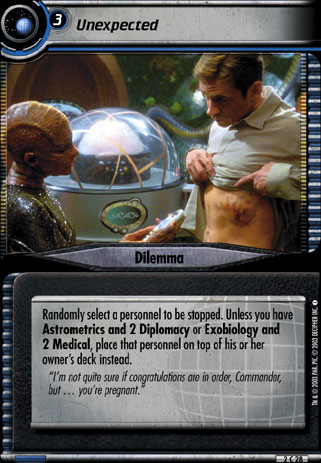 3 Unexpected
Dilemma
Randomly select a personnel to be stopped. Unless you have
Astrometrics and 2 Diplomacy or Exobiology and
2 Medical, place that personnel on top of his or her
owner's deck instead.
"I'm not quite sure if congratulations are in order, Commander,
but … you're pregnant."
TM & © 2003 PAR. PIC. © 2003 DECIPHER INC.
2 C 28